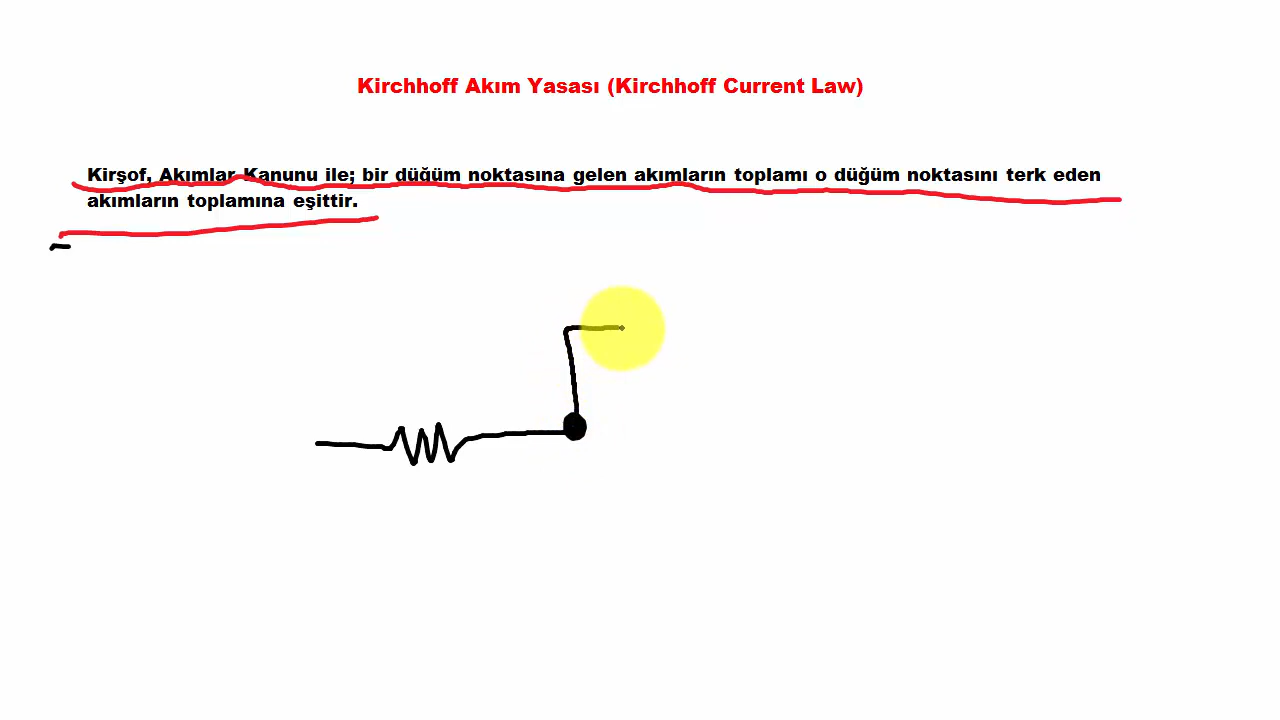 Kirchhoff Akım Yasası (Kirchhoff Current Law)
Kirşof, Akımlar Kanunu ile; bir düğüm noktasına gelen akımların toplamı o düğüm noktasını terk eden
akımların toplamına eşittir.